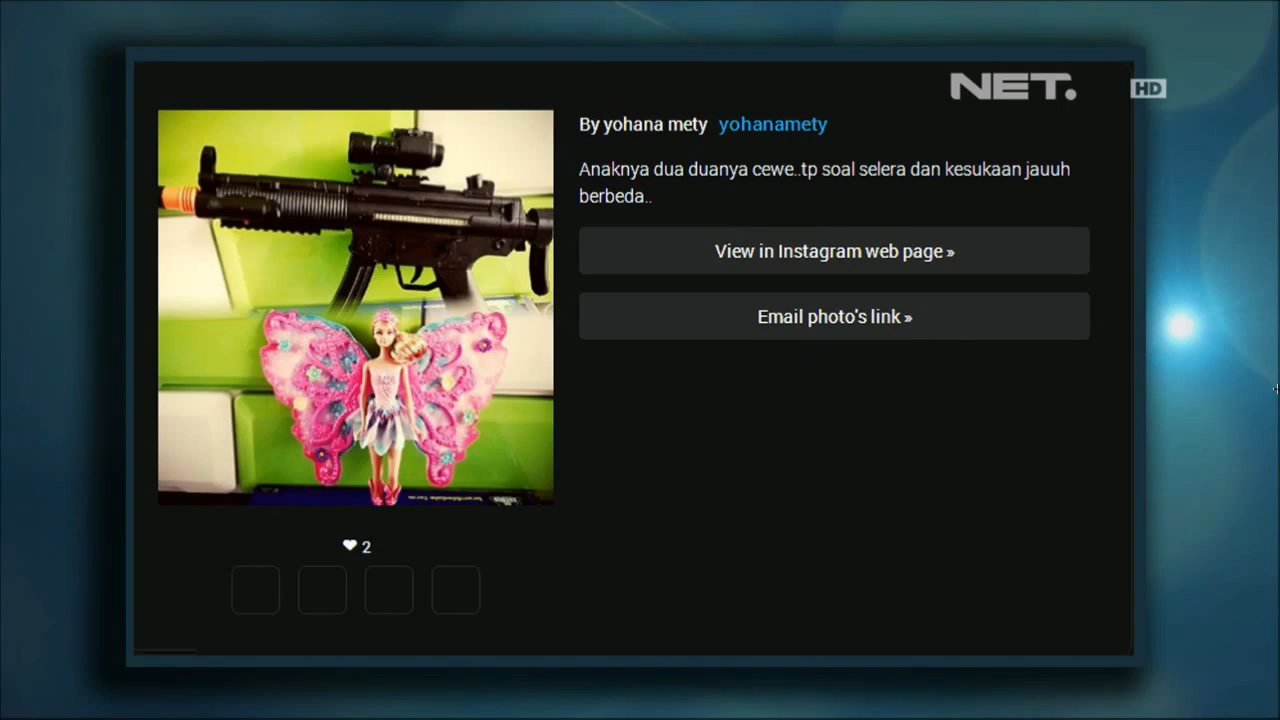 NET.
HD
By yohana mety yohanamety
Anaknya dua duanya cewe..tp soal selera dan kesukaan jauuh
berbeda..
View in Instagram web page »
Email photo's link »
2